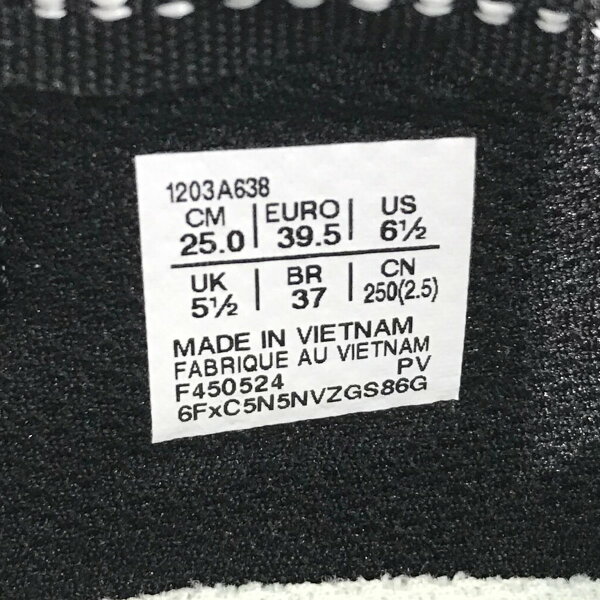 1203A638
CM EURO US
25.0 39.5 6½
UK BR CN
5½ 37 250(2.5)
MADE IN VIETNAM
FABRIQUE AU VIETNAM
F450524 PV
6FxC5N5NVZGS86G